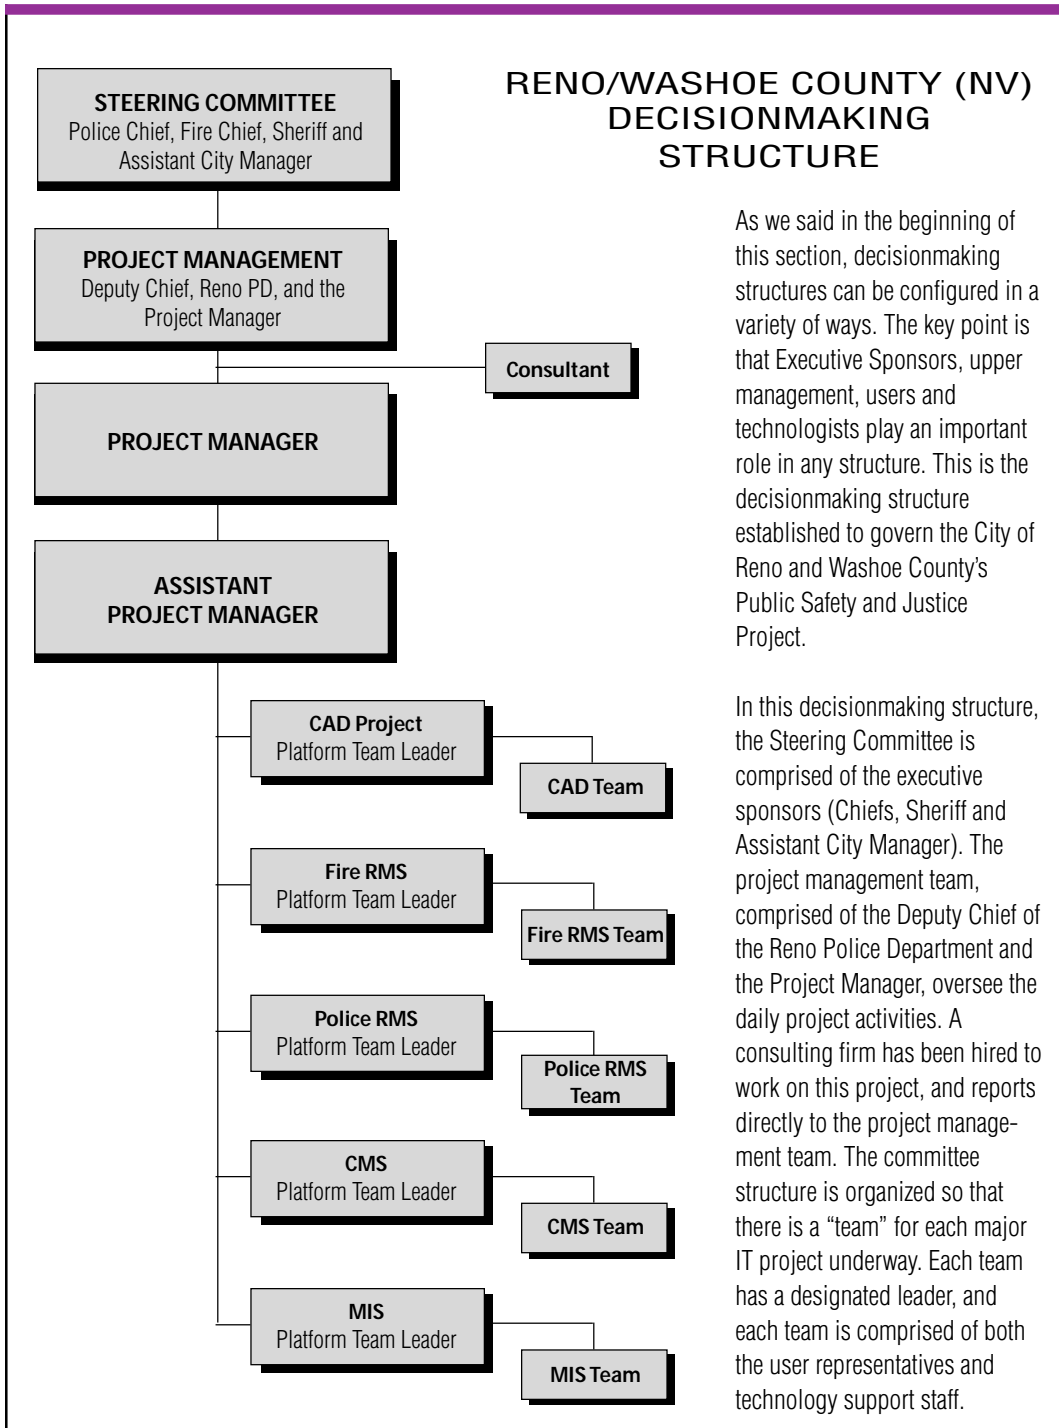 RENO/WASHOE COUNTY (NV)
DECISIONMAKING
STRUCTURE
STEERING COMMITTEE
Police Chief, Fire Chief, Sheriff and
Assistant City Manager
PROJECT MANAGEMENT
Deputy Chief, Reno PD, and the
Project Manager
Consultant
PROJECT MANAGER
ASSISTANT
PROJECT MANAGER
CAD Project
Platform Team Leader
CAD Team
Fire RMS
Platform Team Leader
Fire RMS Team
Police RMS
Platform Team Leader
Police RMS
Team
CMS
Platform Team Leader
CMS Team
MIS
Platform Team Leader
MIS Team
As we said in the beginning of
this section, decisionmaking
structures can be configured in a
variety of ways. The key point is
that Executive Sponsors, upper
management, users and
technologists play an important
role in any structure. This is the
decisionmaking structure
established to govern the City of
Reno and Washoe County’s
Public Safety and Justice
Project.
In this decisionmaking structure,
the Steering Committee is
comprised of the executive
sponsors (Chiefs, Sheriff and
Assistant City Manager). The
project management team,
comprised of the Deputy Chief of
the Reno Police Department and
the Project Manager, oversee the
daily project activities. A
consulting firm has been hired to
work on this project, and reports
directly to the project manage-
ment team. The committee
structure is organized so that
there is a “team” for each major
IT project underway. Each team
has a designated leader, and
each team is comprised of both
the user representatives and
technology support staff.